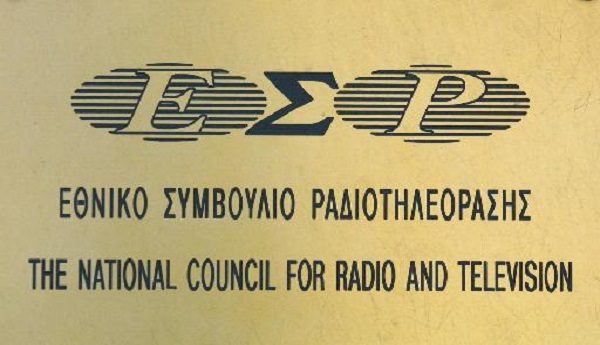 ΕΣΡ
ΕΘΝΙΚΟ ΣΥΜΒΟΥΛΙΟ ΡΑΔΙΟΤΗΛΕΟΡΑΣΗΣ
THE NATIONAL COUNCIL FOR RADIO AND TELEVISION